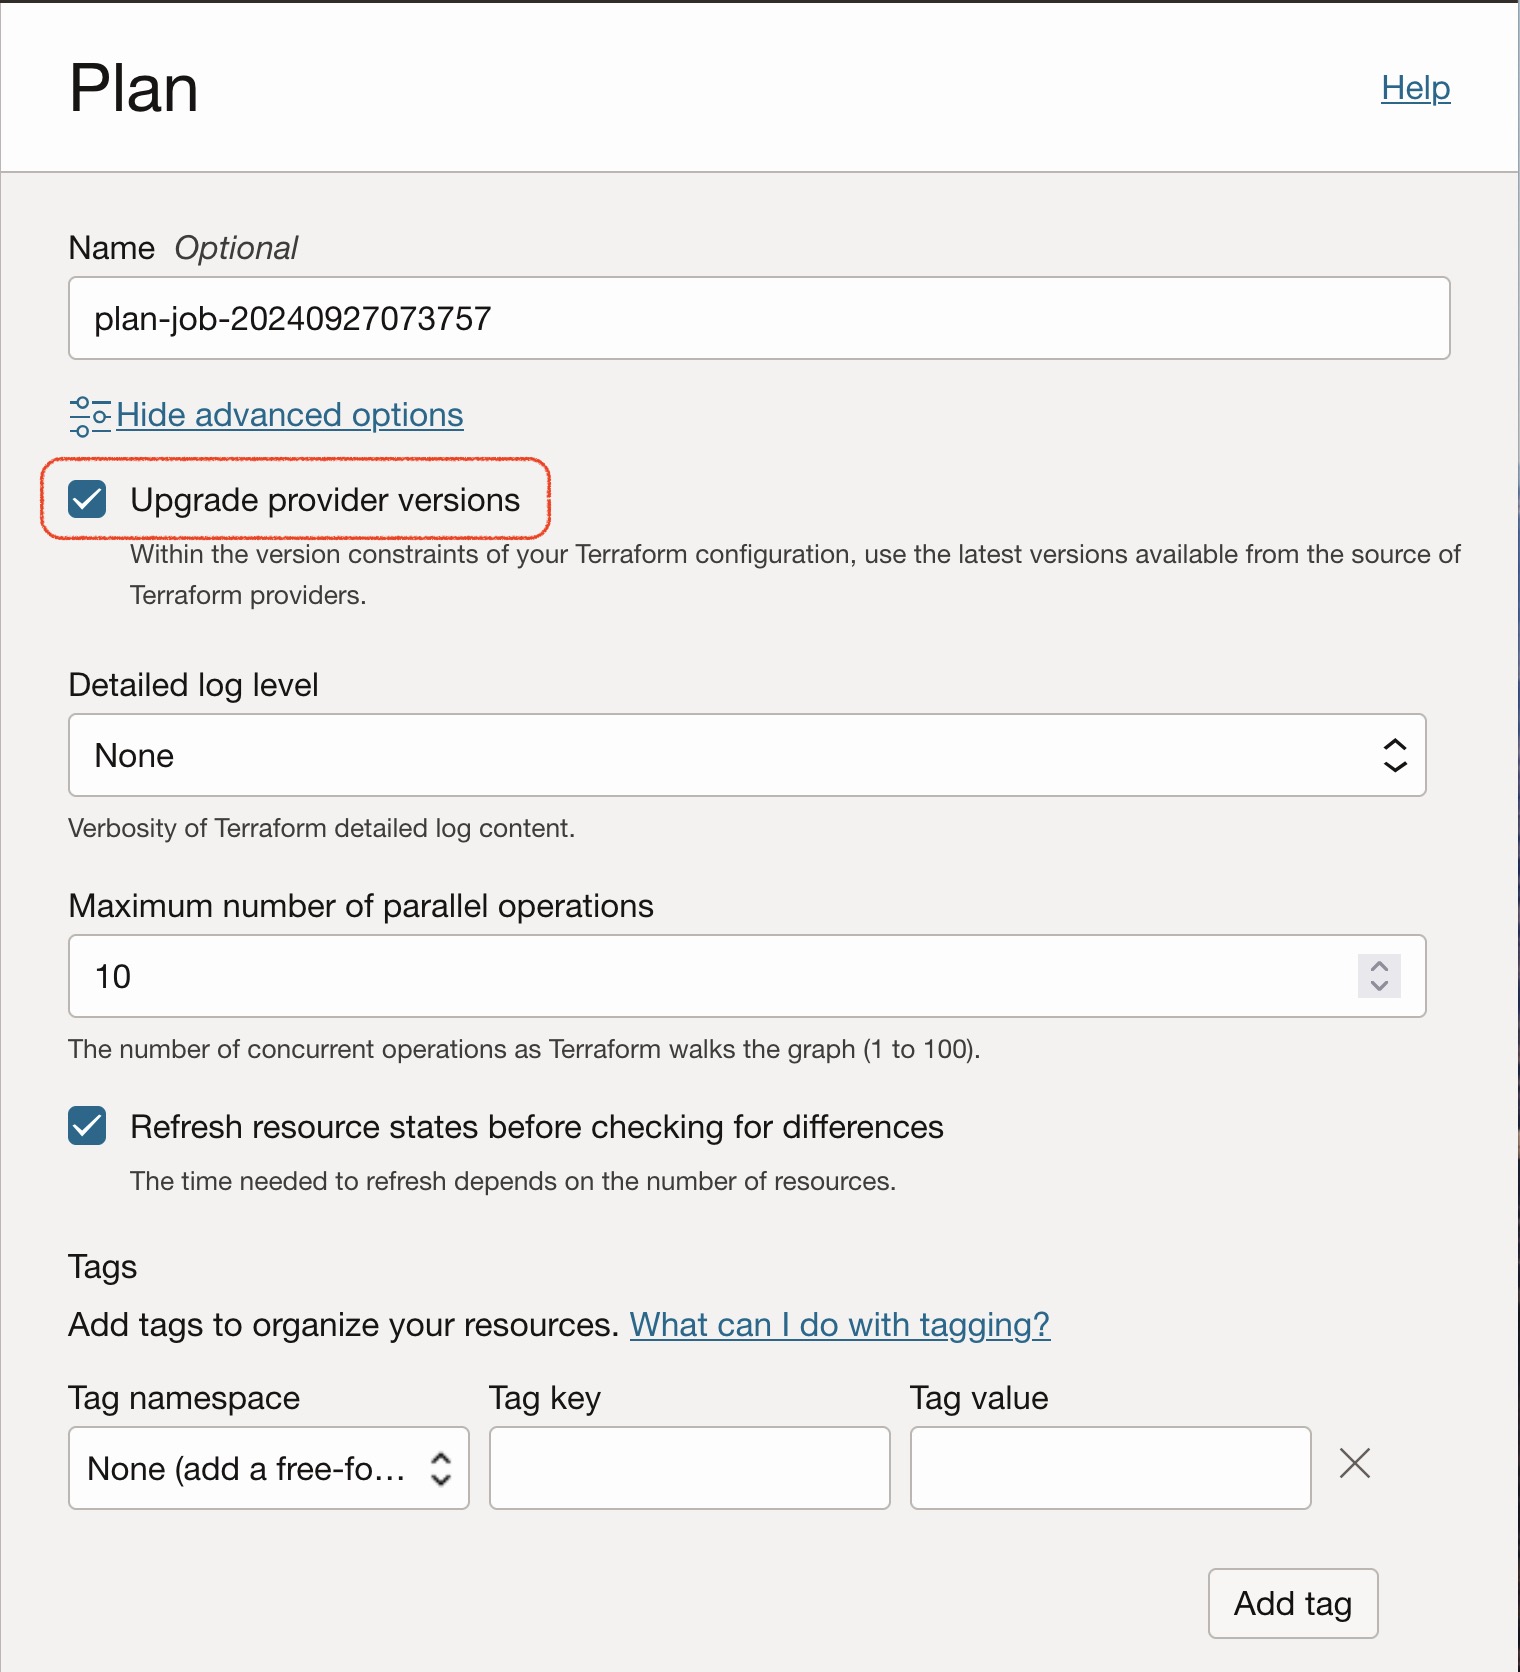 Plan
Help
Name Optional
plan-job-20240927073757
Hide advanced options
Upgrade provider versions
Within the version constraints of your Terraform configuration, use the latest versions available from the source of
Terraform providers.
Detailed log level
None
Verbosity of Terraform detailed log content.
Maximum number of parallel operations
10
The number of concurrent operations as Terraform walks the graph (1 to 100).
Refresh resource states before checking for differences
The time needed to refresh depends on the number of resources.
Tags
Add tags to organize your resources. What can I do with tagging?
Tag namespace Tag key Tag value
None (add a free-fo...
Add tag